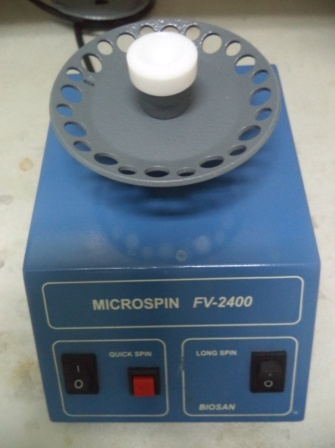 MICROSPIN FV-2400
QUICK SPIN
LONG SPIN
I
O
O
BIOSAN